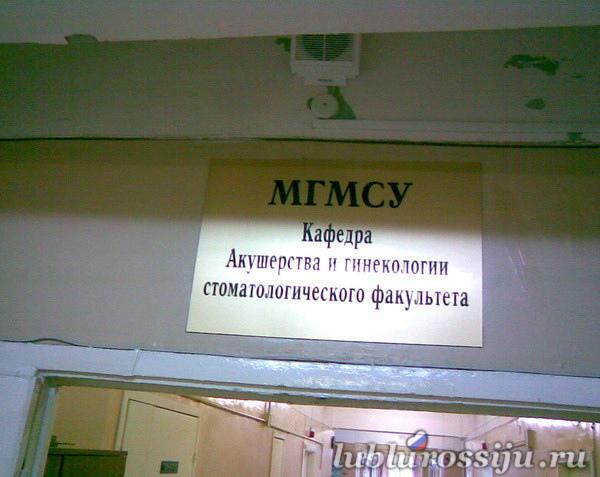 МГМСУ
Кафедра
Акушерства и гинекологии
стоматологического факультета
lublurossiju.ru